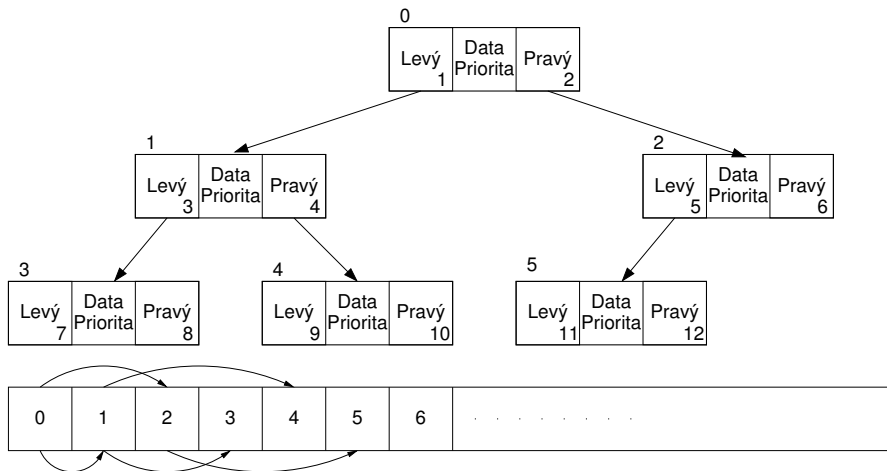 0
Levý Data Pravý
1 Priorita 2
1
Levý Data Pravý
3 Priorita 4
2
Levý Data Pravý
5 Priorita 6
3
Levý Data Pravý
7 Priorita 8
4
Levý Data Pravý
9 Priorita 10
5
Levý Data Pravý
11 Priorita 12
0 1 2 3 4 5 6 . . . . . . . .